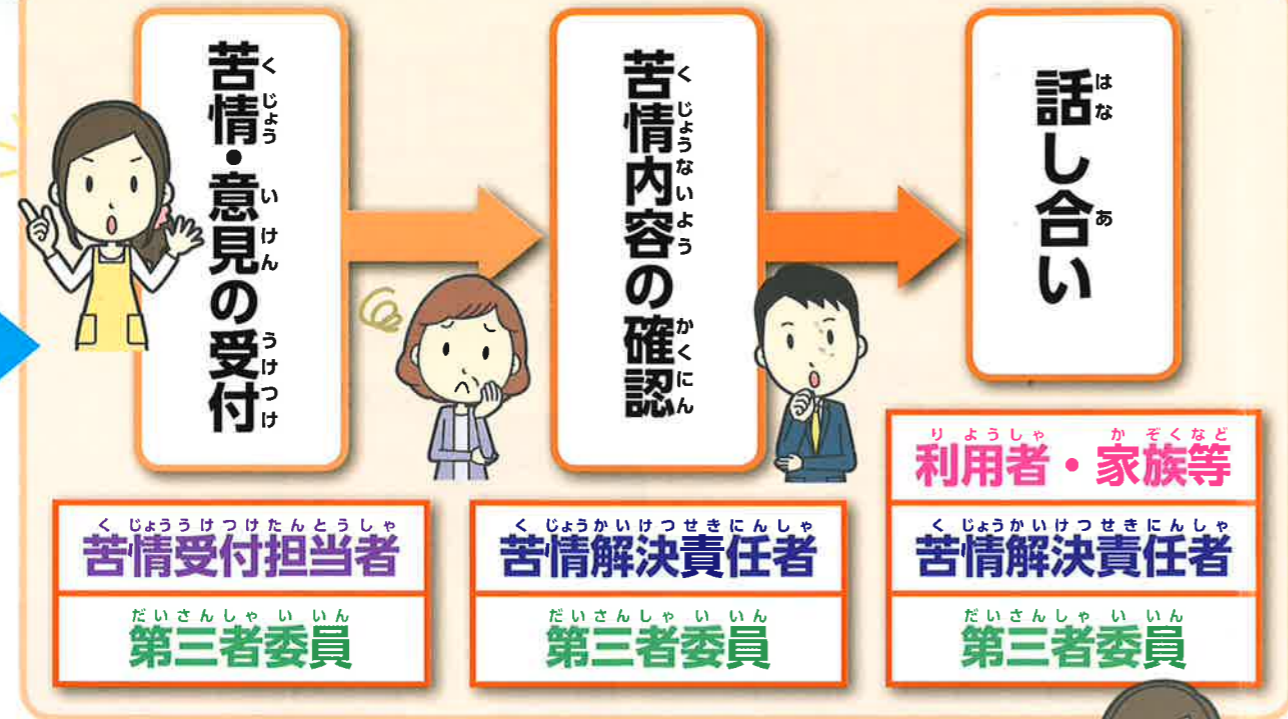 苦情・意見の受付
苦情内容の確認
話し合い
苦情受付担当者
第三者委員
苦情解決責任者
第三者委員
利用者・家族等
苦情解決責任者
第三者委員